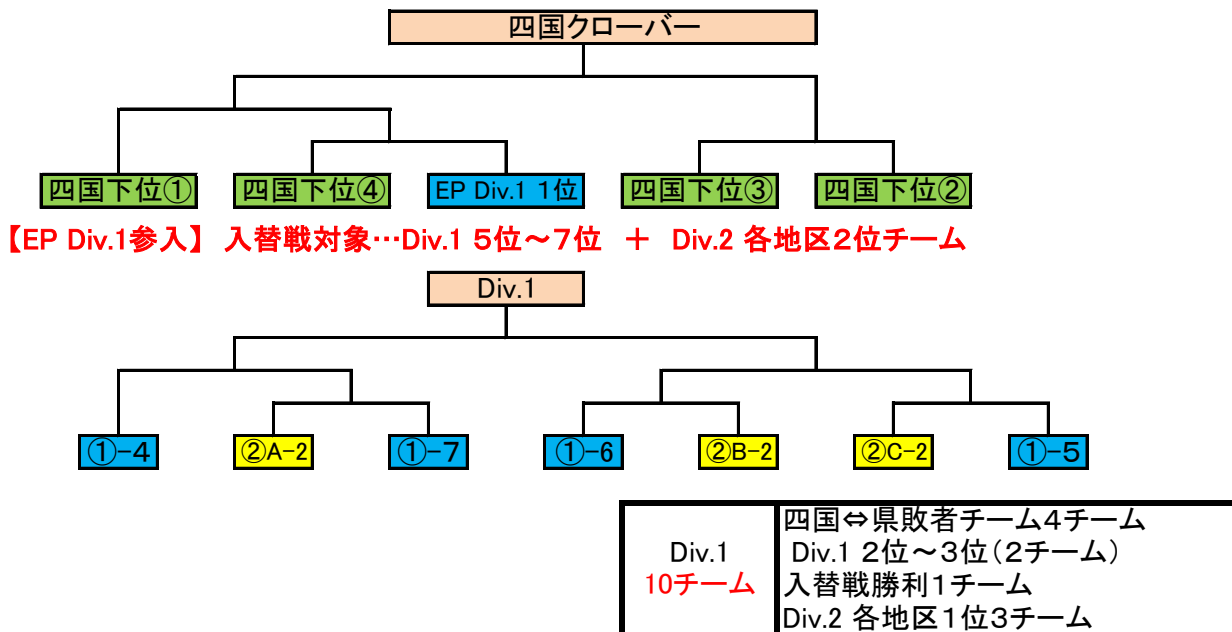 四国クローバー
四国下位① 四国下位④ EP Div.1 1位 四国下位③ 四国下位②
【EP Div.1参入】 入替戦対象…Div.1 5位～7位 ＋ Div.2 各地区2位チーム
Div.1
①-4 ②A-2 ①-7 ①-6 ②B-2 ②C-2 ①-5
四国⇔県敗者チーム4チーム
Div.1 Div.1 2位～3位(2チーム)
10チーム 入替戦勝利1チーム
Div.2 各地区1位3チーム